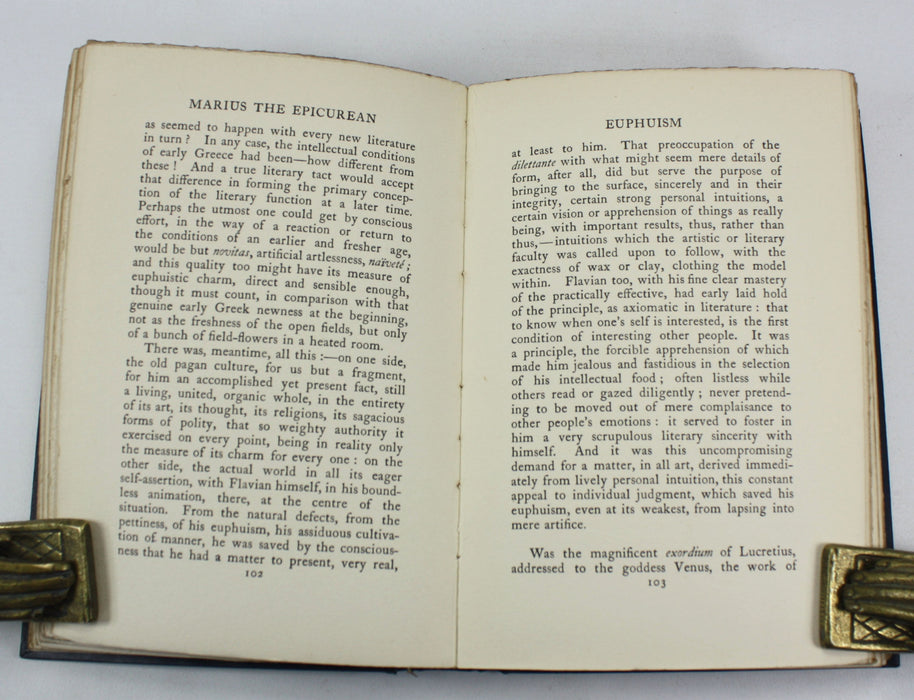 MARIUS THE EPICUREAN
as seemed to happen with every new literature
in turn? In any case, the intellectual conditions
of early Greece had been—how different from
these! And a true literary tact would accept
that difference in forming the primary concep-
tion of the literary function at a later time.
Perhaps the utmost one could get by conscious
effort, in the way of a reaction or return to
the conditions of an earlier and fresher age,
would be but novitas, artificial artlessness, naïveté;
and this quality too might have its measure of
euphuistic charm, direct and sensible enough,
though it must count, in comparison with that
genuine early Greek newness at the beginning,
not as the freshness of the open fields, but only
of a bunch of field-flowers in a heated room.
There was, meantime, all this:—on one side,
the old pagan culture, for us but a fragment,
for him an accomplished yet present fact, still
a living, united, organic whole, in the entirety
of its art, its thought, its religions, its sagacious
forms of polity, that so weighty authority it
exercised on every point, being in reality only
the measure of its charm for every one: on the
other side, the actual world in all its eager
self-assertion, with Flavian himself, in his bound-
less animation, there, at the centre of the
situation. From the natural defects, from the
pettiness, of his euphuism, his assiduous cultiva-
tion of manner, he was saved by the conscious-
ness that he had a matter to present, very real,
102
EUPHUISM
at least to him. That preoccupation of the
dilettante with what might seem mere details of
form, after all, did but serve the purpose of
bringing to the surface, sincerely and in their
integrity, certain strong personal intuitions, a
certain vision or apprehension of things as really
being, with important results, thus, rather than
thus,—intuitions which the artistic or literary
faculty was called upon to follow, with the
exactness of wax or clay, clothing the model
within. Flavian too, with his fine clear mastery
of the practically effective, had early laid hold
of the principle, as axiomatic in literature: that
to know when one's self is interested, is the first
condition of interesting other people. It was
a principle, the forcible apprehension of which
made him jealous and fastidious in the selection
of his intellectual food; often listless while
others read or gazed diligently; never pretend-
ing to be moved out of mere complaisance to
other people's emotions: it served to foster in
him a very scrupulous literary sincerity with
himself. And it was this uncompromising
demand for a matter, in all art, derived immedi-
ately from lively personal intuition, this constant
appeal to individual judgment, which saved his
euphuism, even at its weakest, from lapsing into
mere artifice.
Was the magnificent exordium of Lucretius,
addressed to the goddess Venus, the work of
103